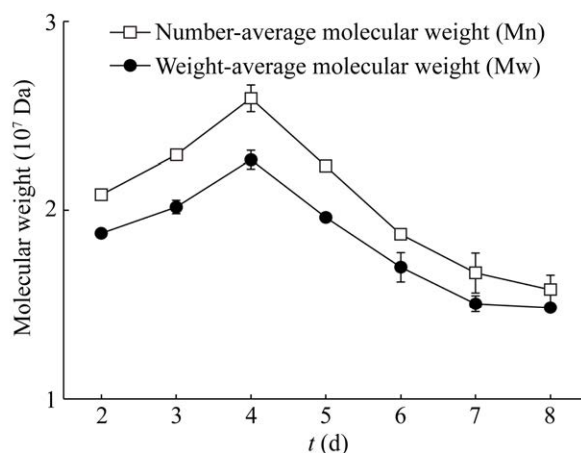 3
Number-average molecular weight (Mn)
Weight-average molecular weight (Mw)
Molecular weight (10⁷ Da)
2
1
2 3 4 5 6 7 8
t (d)